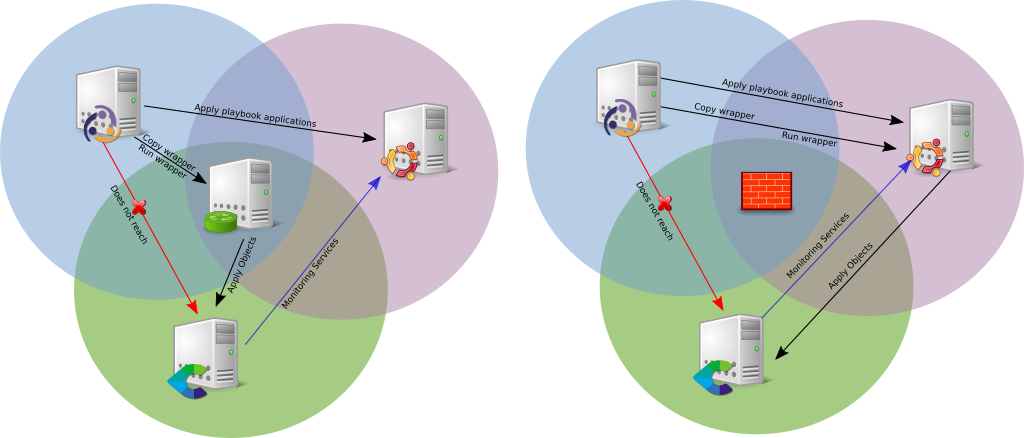 Apply playbook applications
Copy wrapper
Run wrapper
Does not reach
Apply Objects
Monitoring Services
Apply playbook applications
Copy wrapper
Run wrapper
Does not reach
Monitoring Services
Apply Objects